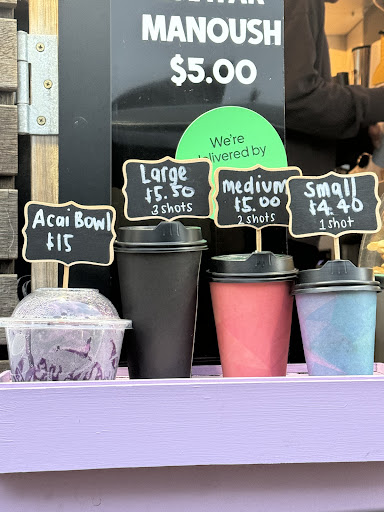 MANOUSH
$5.00
We're
delivered by
Large
$5.50
3 shots
Medium
$5.00
2 shots
Small
$4.40
1 shot
Acai Bowl
$15